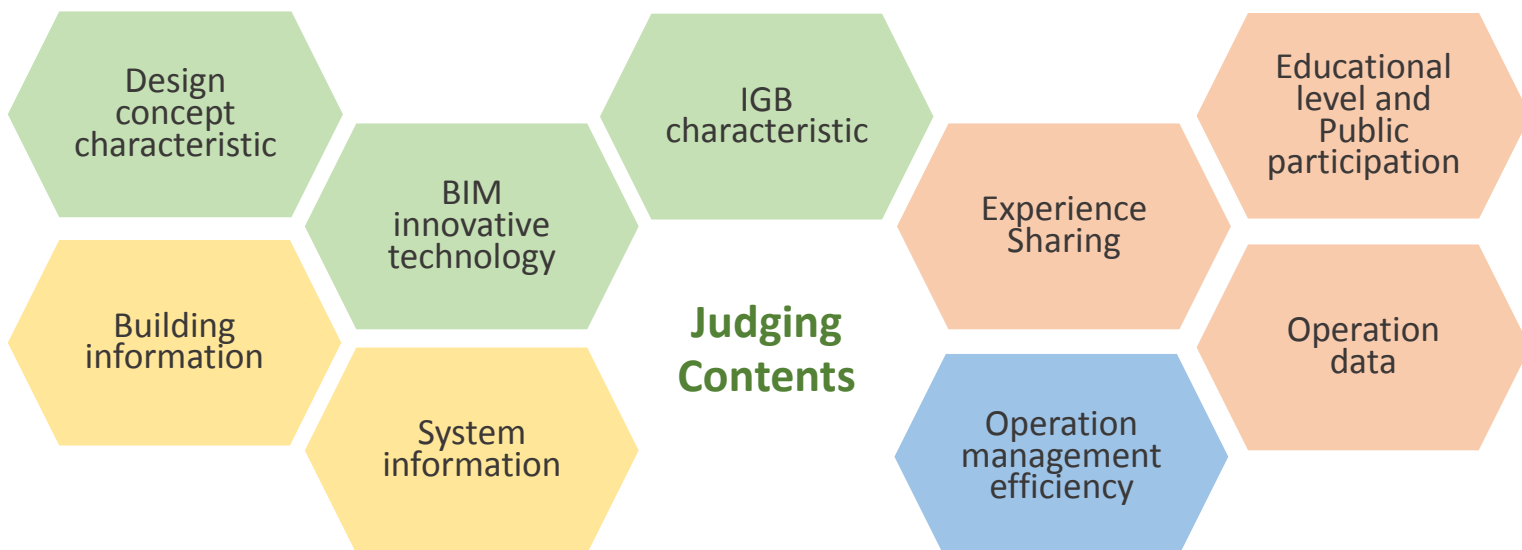 Design
concept
characteristic
BIM
innovative
technology
IGB
characteristic
Experience
Sharing
Educational
level and
Public
participation
Building
information
System
information
Judging
Contents
Operation
management
efficiency
Operation
data